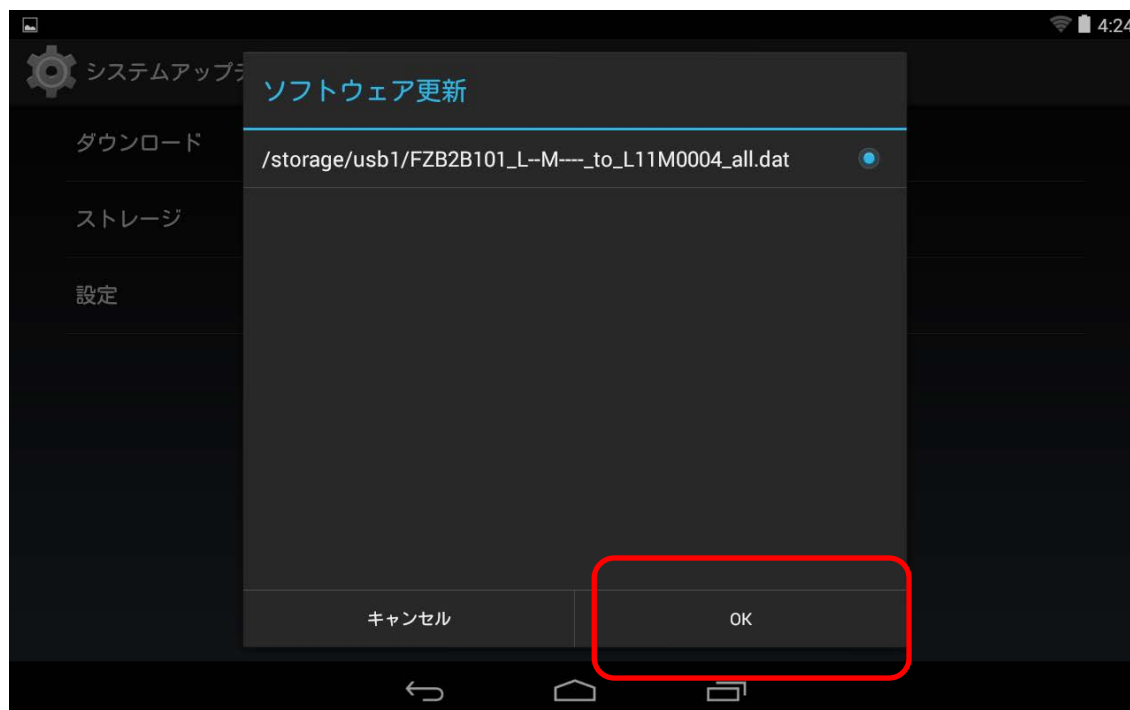 4:24
システムアップデ
ソフトウェア更新
ダウンロード
/storage/usb1/FZB2B101_L--M----_to_L11M0004_all.dat
ストレージ
設定
キャンセル
OK